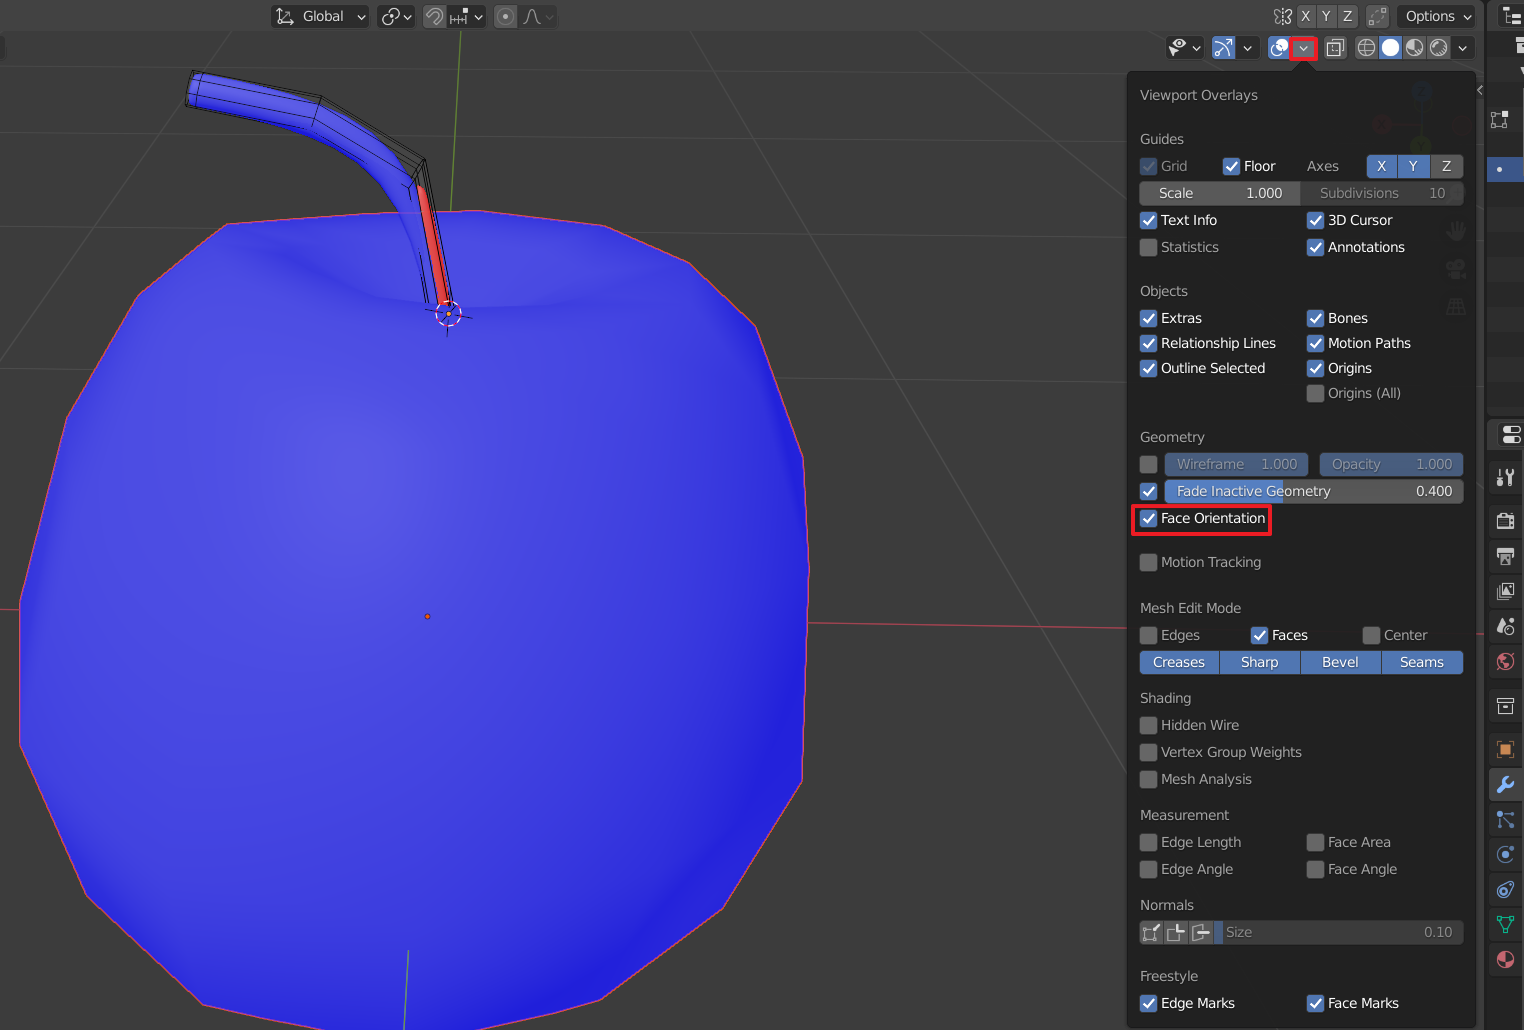 Global X Y Z Options
Viewport Overlays
Guides
Grid Floor Axes X Y Z
Scale 1.000 Subdivisions 10
Text Info 3D Cursor
Statistics Annotations
Objects
Extras Bones
Relationship Lines Motion Paths
Outline Selected Origins
Origins (All)
Geometry
Wireframe 1.000 Opacity 1.000
Fade Inactive Geometry 0.400
Face Orientation
Motion Tracking
Mesh Edit Mode
Edges Faces Center
Creases Sharp Bevel Seams
Shading
Hidden Wire
Vertex Group Weights
Mesh Analysis
Measurement
Edge Length Face Area
Edge Angle Face Angle
Normals
Size 0.10
Freestyle
Edge Marks Face Marks